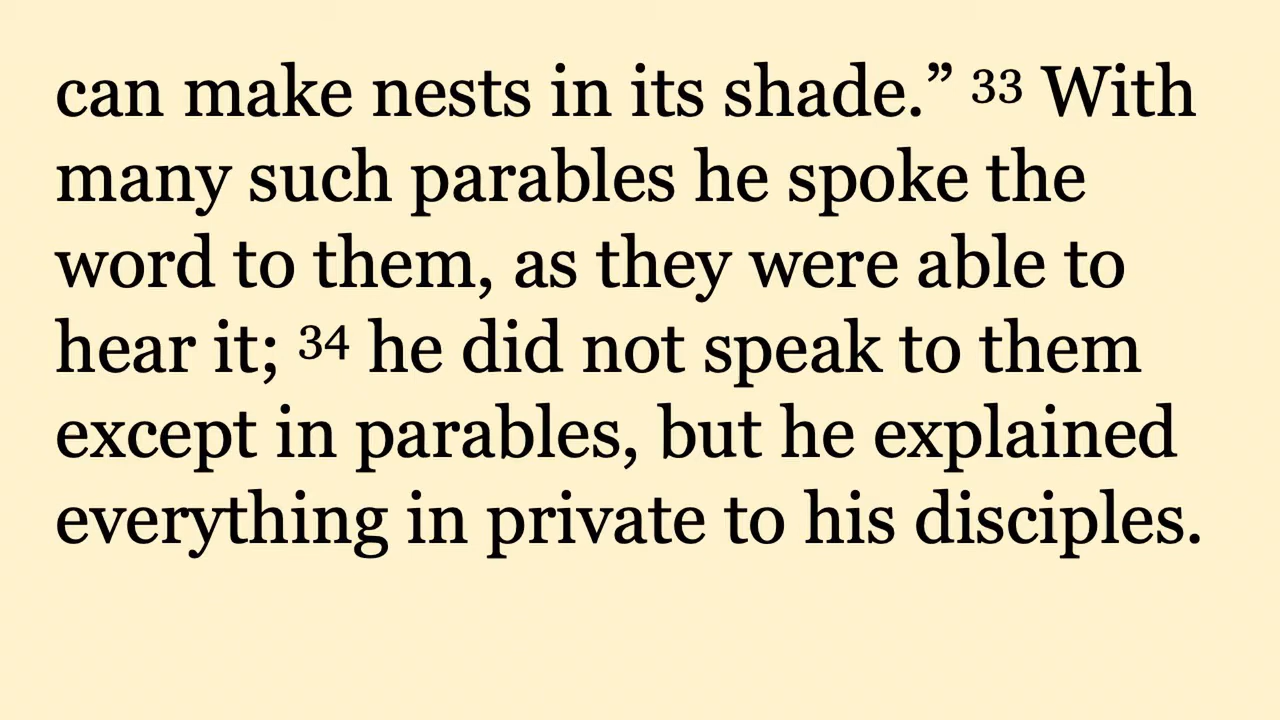 can make nests in its shade.” 33 With
many such parables he spoke the
word to them, as they were able to
hear it; 34 he did not speak to them
except in parables, but he explained
everything in private to his disciples.